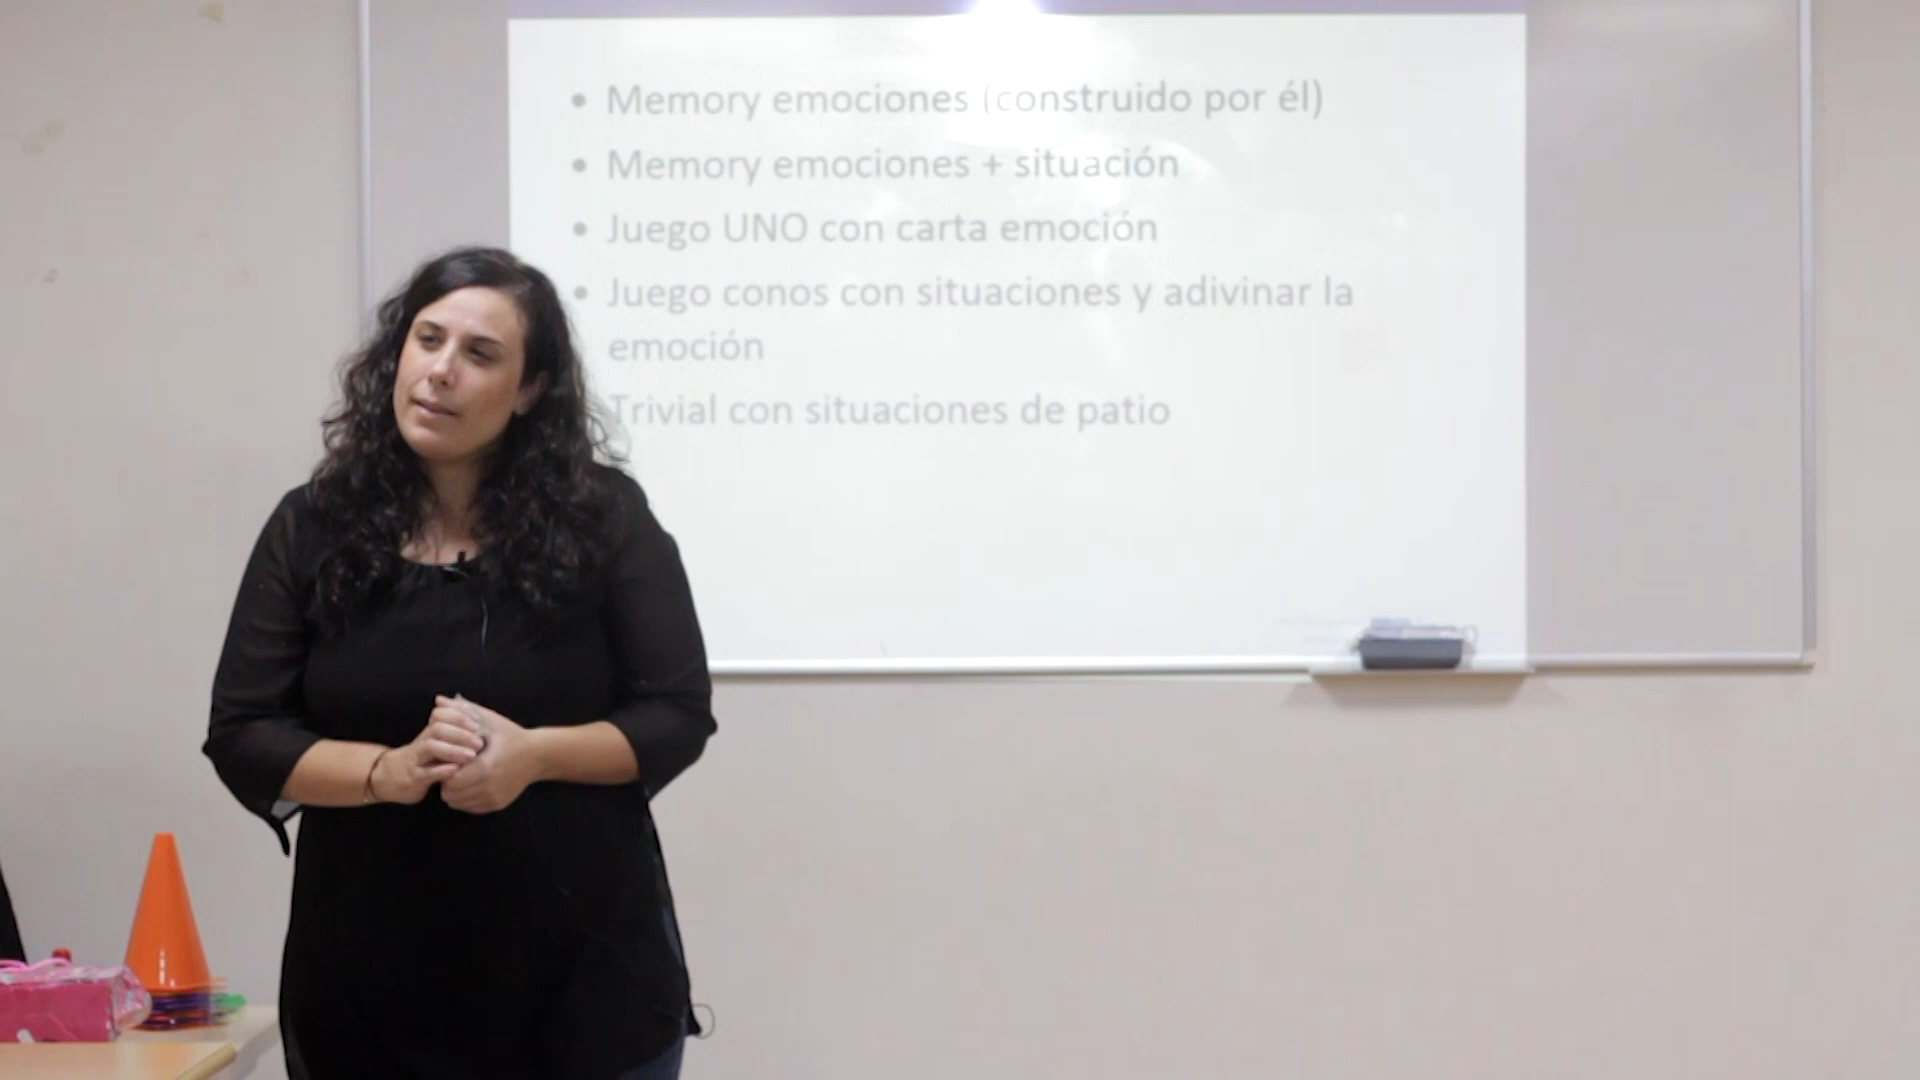 • Memory emociones (construido por él)
• Memory emociones + situación
• Juego UNO con carta emoción
• Juego conos con situaciones y adivinar la
emoción
Trivial con situaciones de patio